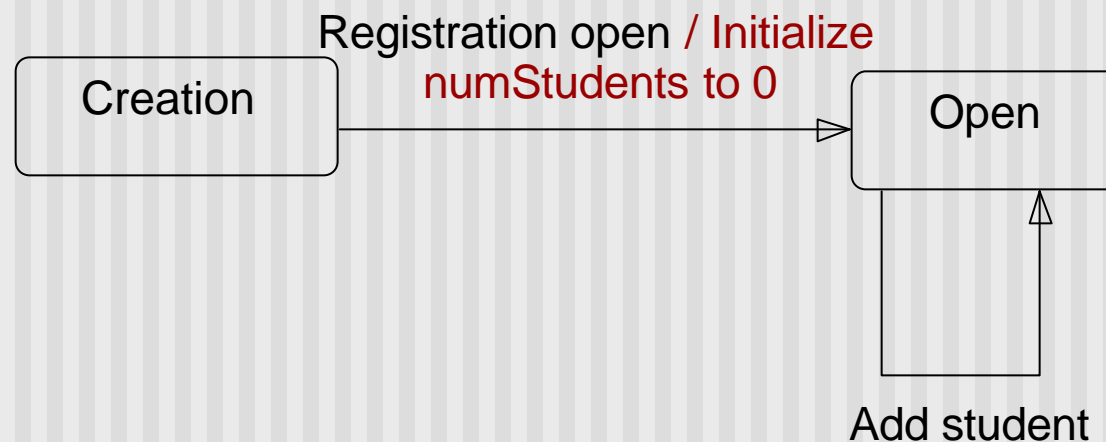 Registration open / Initialize
numStudents to 0
Creation
Open
Add student